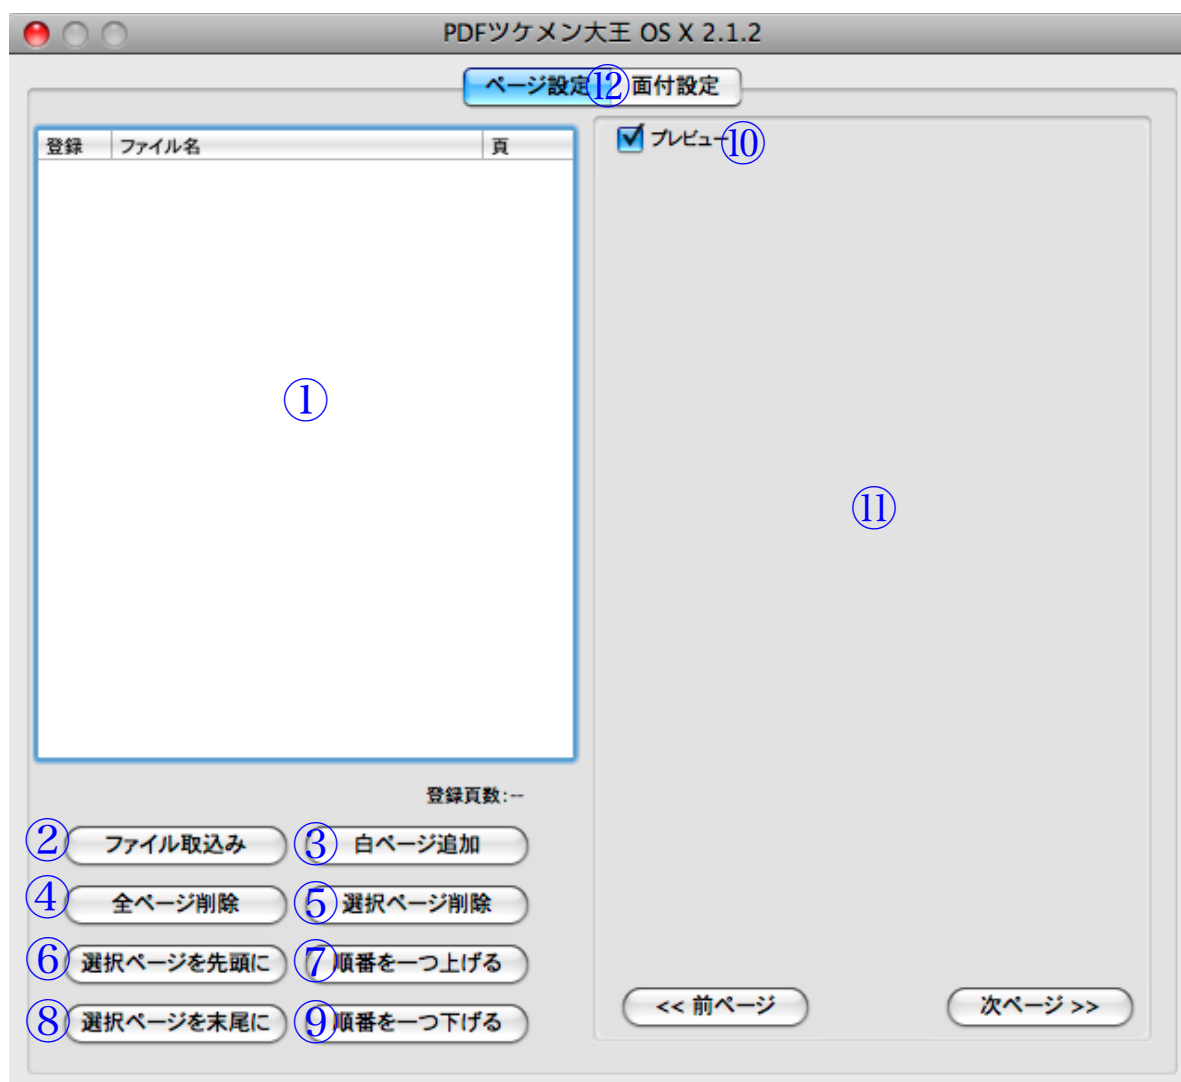 PDFツケメン大王 OS X 2.1.2
ページ設定 ⑫ 面付設定
登録 ファイル名 頁
プレビュー ⑩
①
⑪
登録頁数:--
② ファイル取込み ③ 白ページ追加
④ 全ページ削除 ⑤ 選択ページ削除
⑥ 選択ページを先頭に ⑦ 順番を一つ上げる
⑧ 選択ページを末尾に ⑨ 順番を一つ下げる
<< 前ページ 次ページ >>